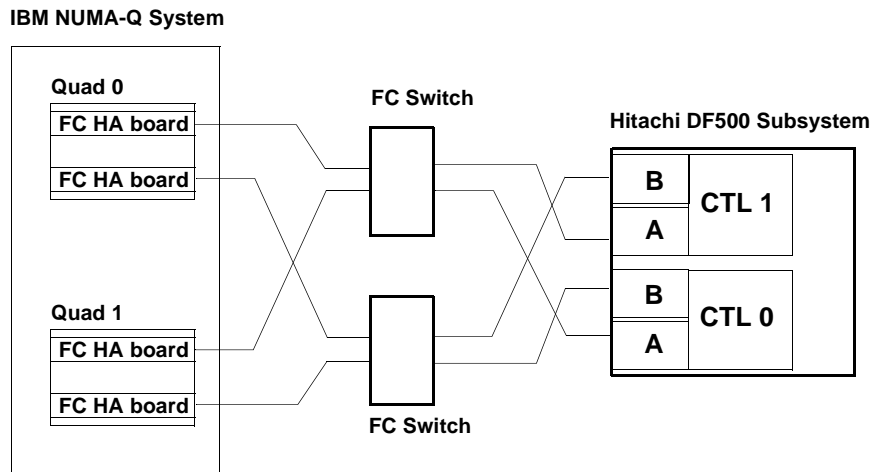 IBM NUMA-Q System
Quad 0
FC HA board
FC HA board
Quad 1
FC HA board
FC HA board
FC Switch
FC Switch
Hitachi DF500 Subsystem
B
A
CTL 1
B
A
CTL 0